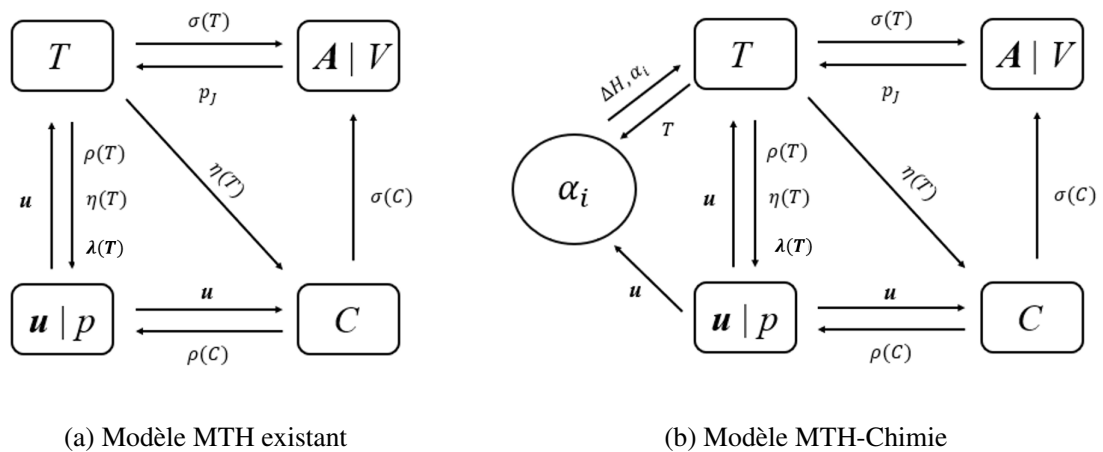 σ(T)
T
A | V
p_J
ρ(T)
η(T)
u
η(T)
σ(C)
λ(T)
u | p
u
C
ρ(C)
(a) Modèle MTH existant
σ(T)
T
A | V
ΔH, α_i
p_J
T
α_i
ρ(T)
η(T)
u
η(T)
σ(C)
λ(T)
u
u | p
u
C
ρ(C)
(b) Modèle MTH-Chimie